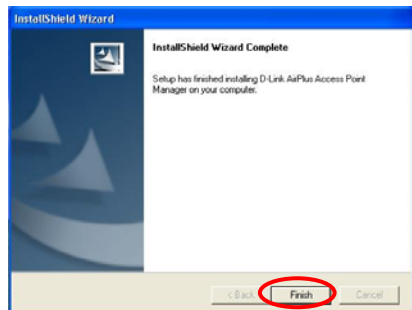 InstallShield Wizard
InstallShield Wizard Complete
Setup has finished installing D-Link AirPlus Access Point
Manager on your computer.
< Back Finish Cancel